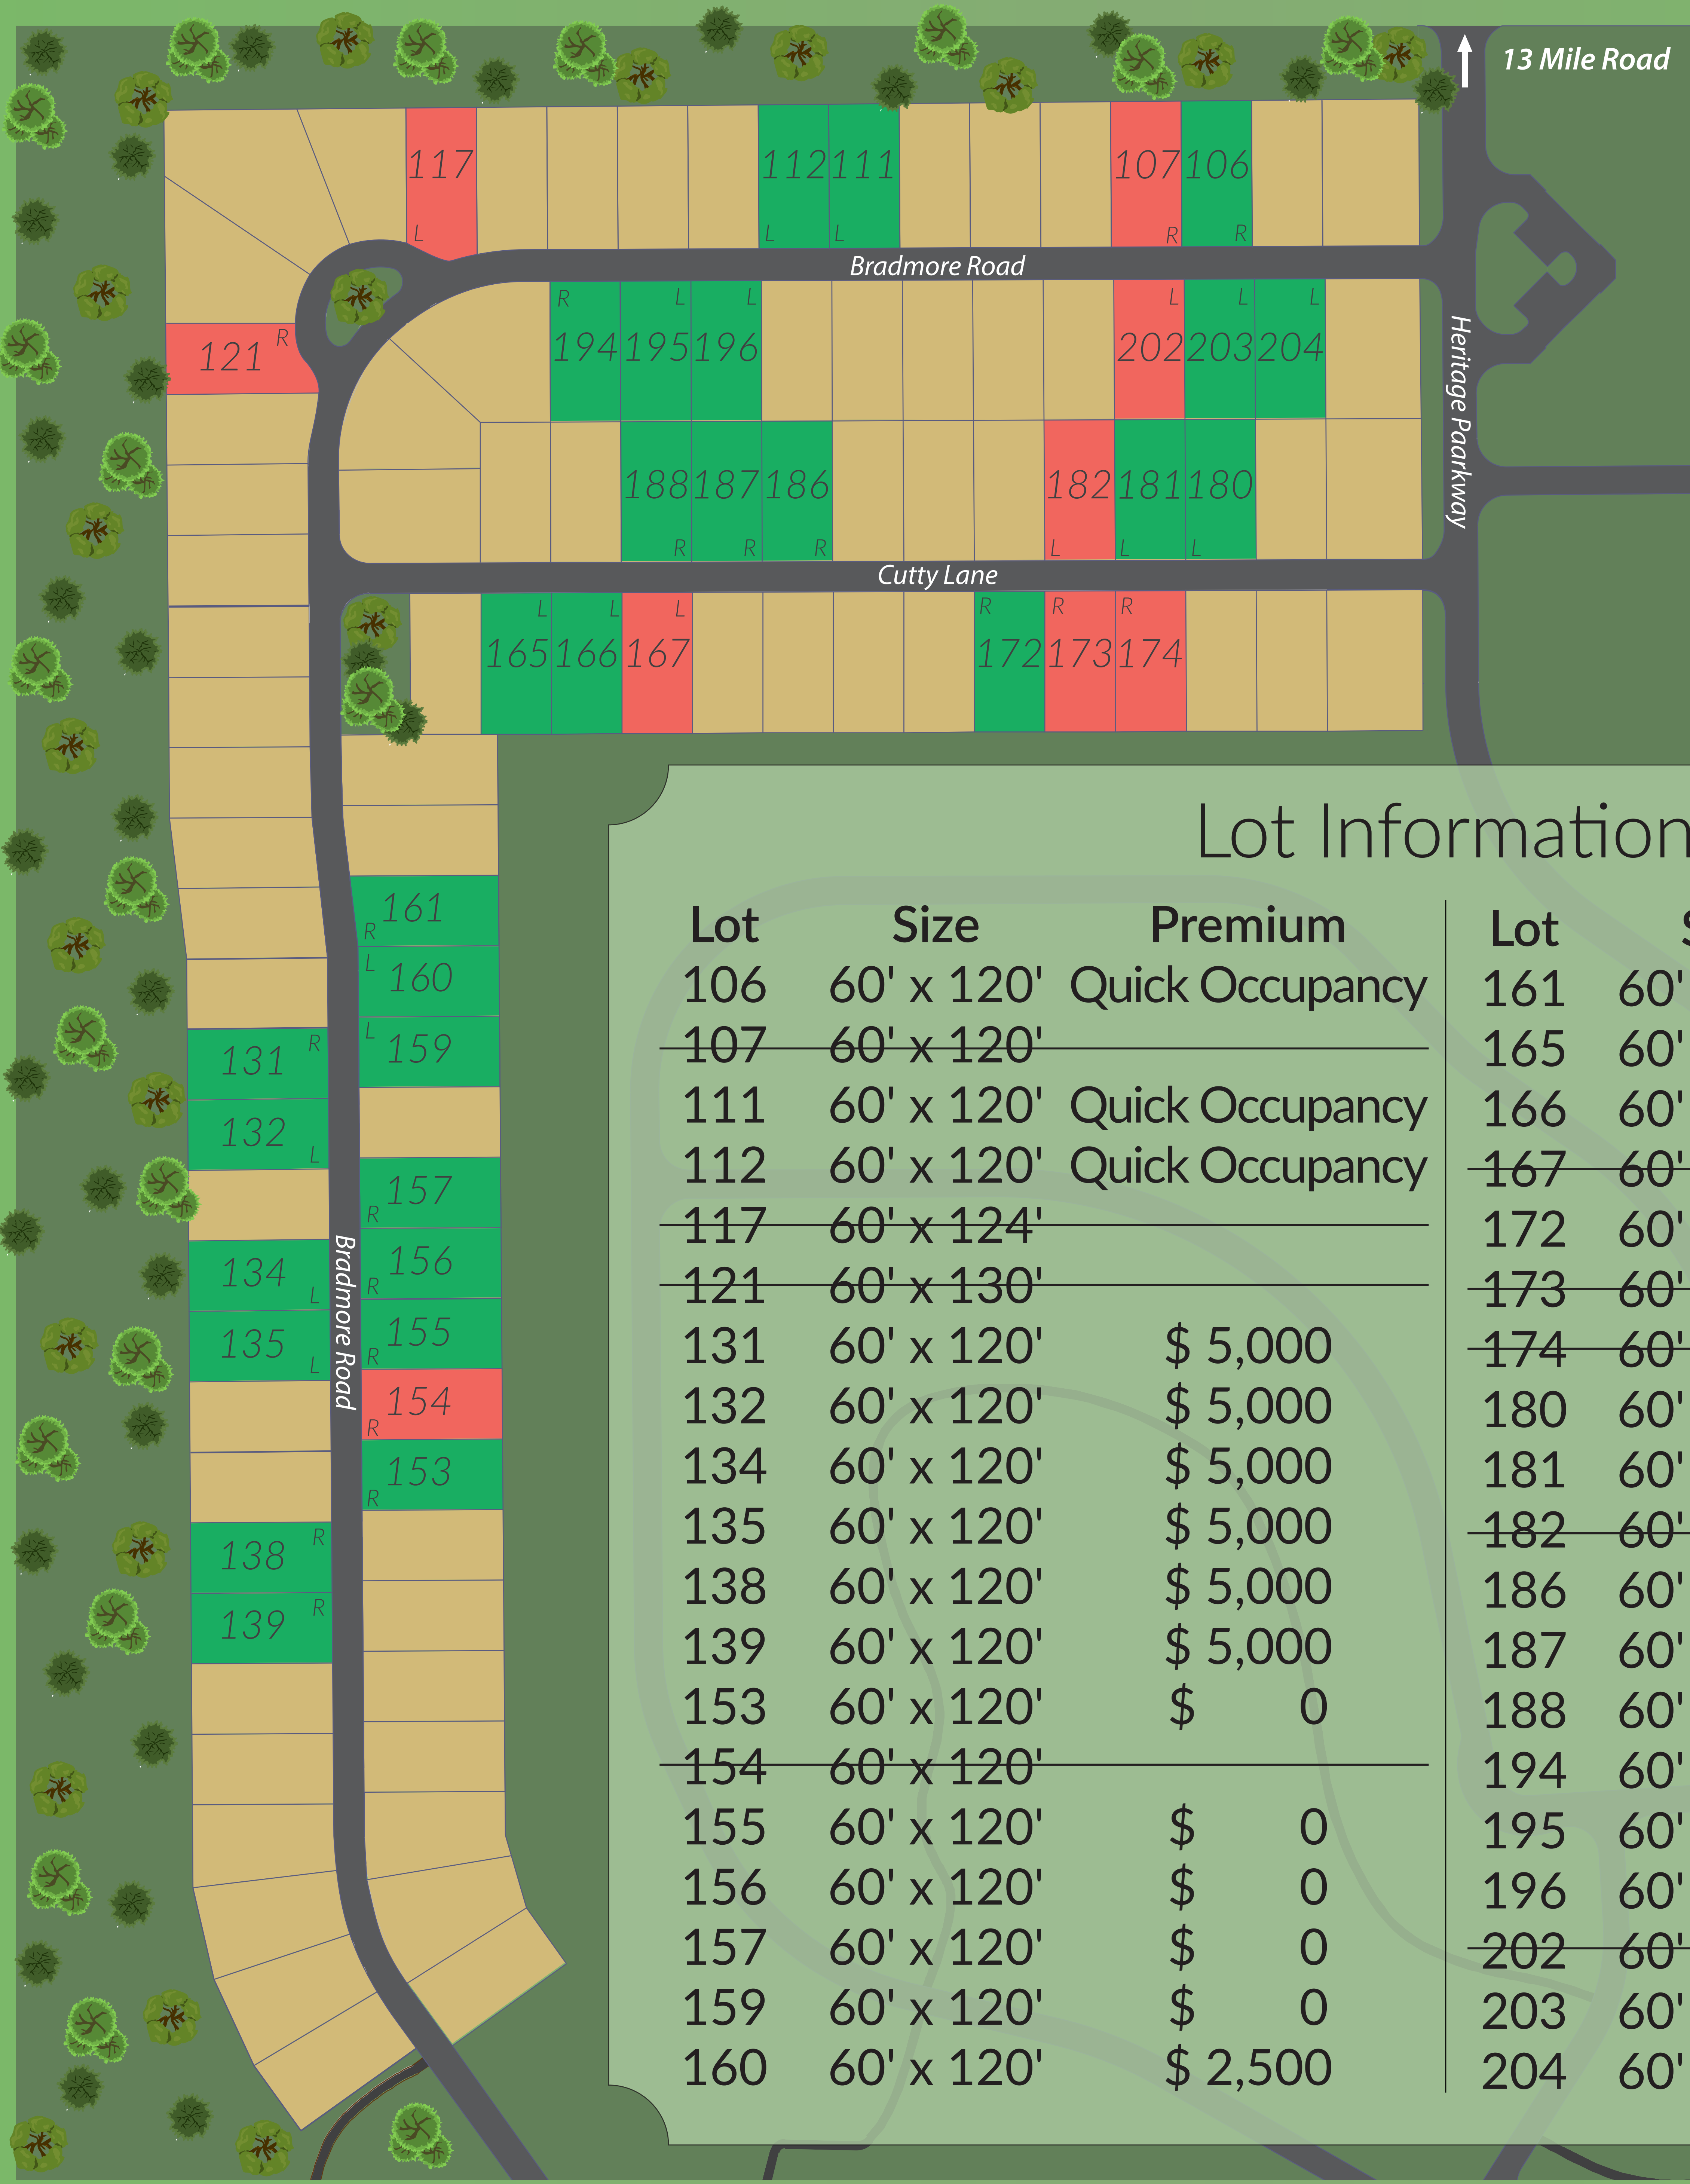 13 Mile Road
117
L
112
L
111
L
107
R
106
R
Bradmore Road
121 R
R
194
L
195
L
196
L
202
L
203
L
204
Heritage Parkway
188
R
187
R
186
R
182
L
181
L
180
L
Cutty Lane
L
165
L
166
L
167
R
172
R
173
R
174
161
R
L
160
L
159
131 R
132 L
157
R
134 L
156
R
135 L
155
R
Bradmore Road
154
R
153
R
138 R
139 R
Lot Information
Lot Size Premium
106 60' x 120' Quick Occupancy
107 60' x 120'
111 60' x 120' Quick Occupancy
112 60' x 120' Quick Occupancy
117 60' x 124'
121 60' x 130'
131 60' x 120' $ 5,000
132 60' x 120' $ 5,000
134 60' x 120' $ 5,000
135 60' x 120' $ 5,000
138 60' x 120' $ 5,000
139 60' x 120' $ 5,000
153 60' x 120' $ 0
154 60' x 120'
155 60' x 120' $ 0
156 60' x 120' $ 0
157 60' x 120' $ 0
159 60' x 120' $ 0
160 60' x 120' $ 2,500
Lot
161 60'
165 60'
166 60'
167 60'
172 60'
173 60'
174 60'
180 60'
181 60'
182 60'
186 60'
187 60'
188 60'
194 60'
195 60'
196 60'
202 60'
203 60'
204 60'